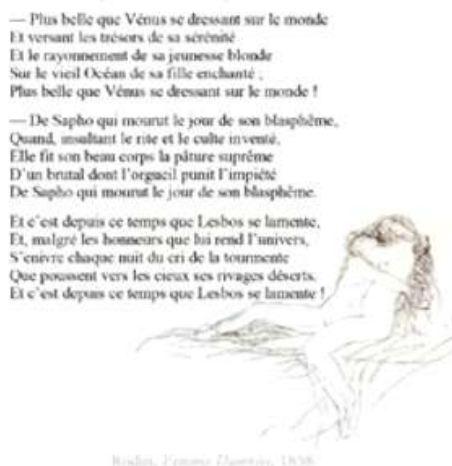 — Plus belle que Vénus se dressant sur le monde
Et versant les trésors de sa sérénité
Et le rayonnement de sa jeunesse blonde
Sur le vieil Océan de sa fille enchanté ;
Plus belle que Vénus se dressant sur le monde !
— De Sapho qui mourut le jour de son blasphème,
Quand, insultant le rite et le culte inventé,
Elle fit son beau corps la pâture suprême
D'un brutal dont l'orgueil punit l'impiété
De Sapho qui mourut le jour de son blasphème.
Et c'est depuis ce temps que Lesbos se lamente,
Et, malgré les honneurs que lui rend l'univers,
S'enivre chaque nuit du cri de la tourmente
Que poussent vers les cieux ses rivages déserts.
Et c'est depuis ce temps que Lesbos se lamente !
Rodin, Femmes